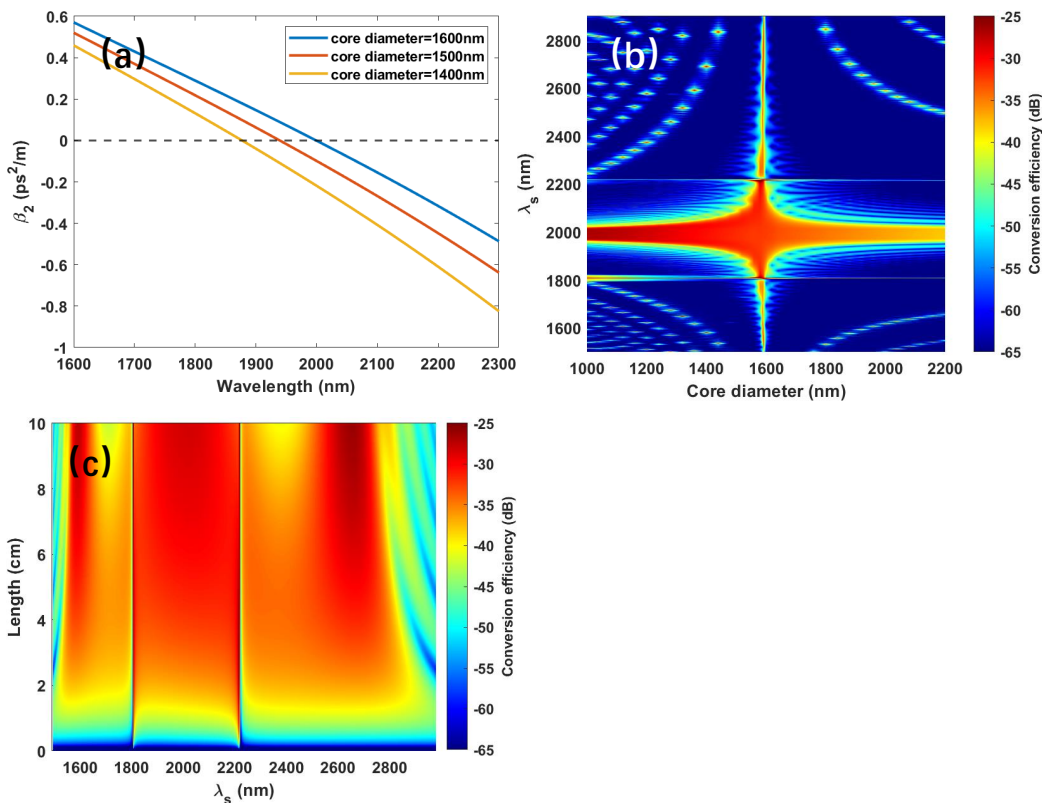 (a)
core diameter=1600nm
core diameter=1500nm
core diameter=1400nm
0.6
0.4
0.2
0
-0.2
-0.4
-0.6
-0.8
-1
β2 (ps²/m)
1600 1700 1800 1900 2000 2100 2200 2300
Wavelength (nm)
(b)
2800
2600
2400
2200
2000
1800
1600
λs (nm)
1000 1200 1400 1600 1800 2000 2200
Core diameter (nm)
-25
-30
-35
-40
-45
-50
-55
-60
-65
Conversion efficiency (dB)
(c)
10
8
6
4
2
0
Length (cm)
1600 1800 2000 2200 2400 2600 2800
λs (nm)
-25
-30
-35
-40
-45
-50
-55
-60
-65
Conversion efficiency (dB)